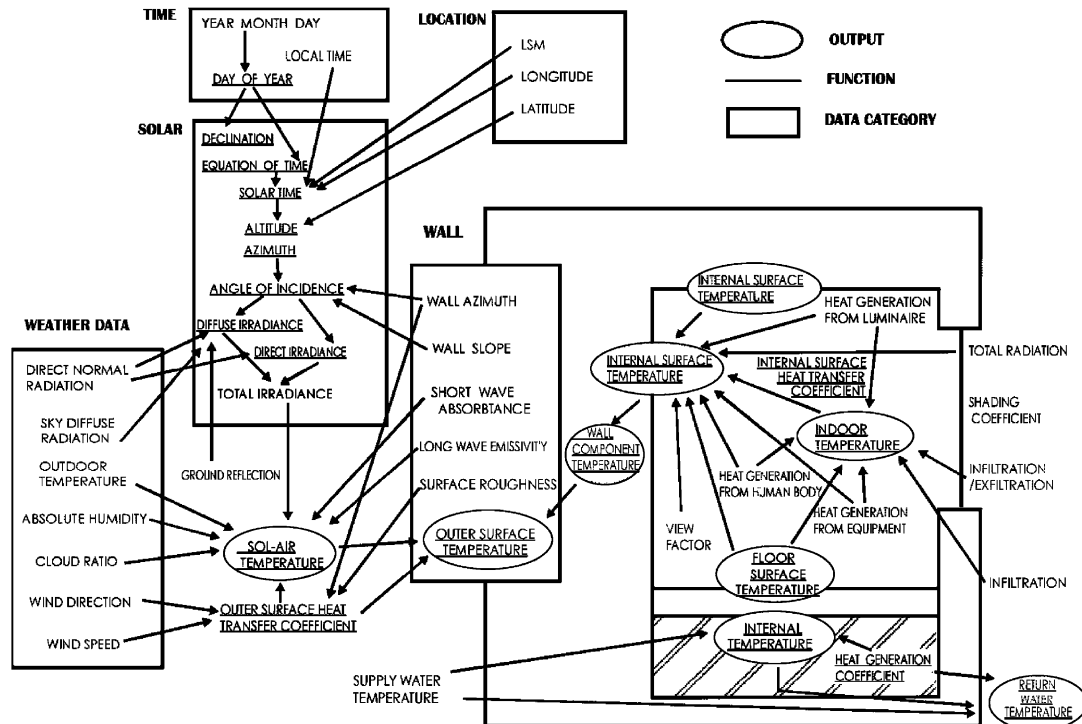 TIME
YEAR MONTH DAY
LOCAL TIME
DAY OF YEAR
LOCATION
LSM
LONGITUDE
LATITUDE
OUTPUT
FUNCTION
DATA CATEGORY
SOLAR
DECLINATION
EQUATION OF TIME
SOLAR TIME
ALTITUDE
AZIMUTH
ANGLE OF INCIDENCE
DIFFUSE IRRADIANCE
DIRECT IRRADIANCE
TOTAL IRRADIANCE
GROUND REFLECTION
WEATHER DATA
DIRECT NORMAL
RADIATION
SKY DIFFUSE
RADIATION
OUTDOOR
TEMPERATURE
ABSOLUTE HUMIDITY
CLOUD RATIO
WIND DIRECTION
WIND SPEED
SOL-AIR
TEMPERATURE
OUTER SURFACE HEAT
TRANSFER COEFFICIENT
WALL
WALL AZIMUTH
WALL SLOPE
SHORT WAVE
ABSORBTANCE
LONG WAVE EMISSIVITY
SURFACE ROUGHNESS
OUTER SURFACE
TEMPERATURE
WALL
COMPONENT
TEMPERATURE
INTERNAL SURFACE
TEMPERATURE
HEAT GENERATION
FROM LUMINAIRE
INTERNAL SURFACE
TEMPERATURE
INTERNAL SURFACE
HEAT TRANSFER
COEFFICIENT
TOTAL RADIATION
SHADING
COEFFICIENT
INDOOR
TEMPERATURE
INFILTRATION
/EXFILTRATION
HEAT GENERATION
FROM HUMAN BODY
HEAT GENERATION
FROM EQUIPMENT
VIEW
FACTOR
FLOOR
SURFACE
TEMPERATURE
INFILTRATION
INTERNAL
TEMPERATURE
HEAT GENERATION
COEFFICIENT
SUPPLY WATER
TEMPERATURE
RETURN
WATER
TEMPERATURE